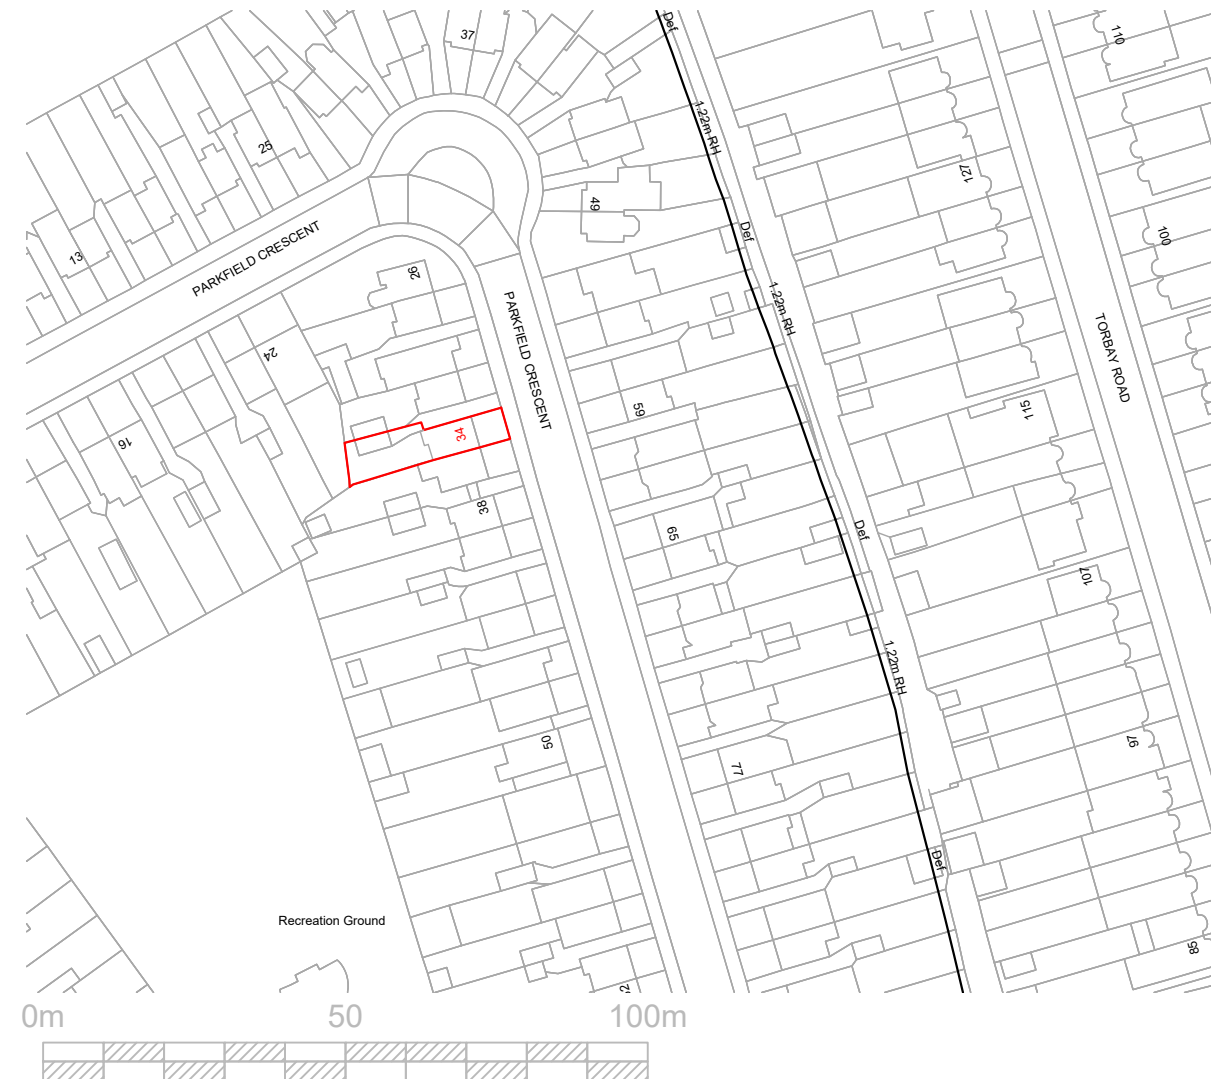 37
Def
110
1.22m RH
25
127
49
100
Def
13
PARKFIELD CRESCENT
26
1.22m RH
PARKFIELD CRESCENT
TORBAY ROAD
24
59
115
16
34
38
65
Def
107
1.22m RH
50
97
77
Def
Recreation Ground
85
0m 50 100m